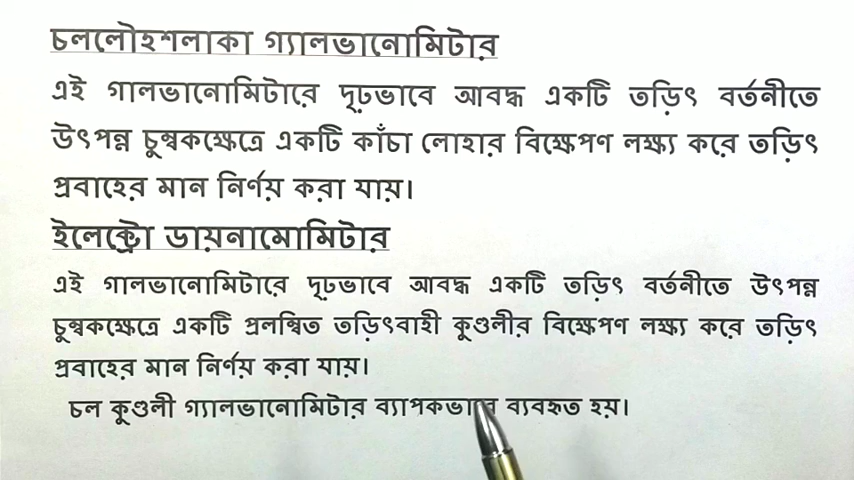 চললৌহশলাকা গ্যালভানোমিটার
এই গালভানোমিটারে দৃঢ়ভাবে আবদ্ধ একটি তড়িৎ বর্তনীতে
উৎপন্ন চুম্বকক্ষেত্রে একটি কাঁচা লোহার বিক্ষেপণ লক্ষ্য করে তড়িৎ
প্রবাহের মান নির্ণয় করা যায়।
ইলেক্ট্রো ডায়নামোমিটার
এই গালভানোমিটারে দৃঢ়ভাবে আবদ্ধ একটি তড়িৎ বর্তনীতে উৎপন্ন
চুম্বকক্ষেত্রে একটি প্রলম্বিত তড়িৎবাহী কুণ্ডলীর বিক্ষেপণ লক্ষ্য করে তড়িৎ
প্রবাহের মান নির্ণয় করা যায়।
চল কুণ্ডলী গ্যালভানোমিটার ব্যাপকভাবে ব্যবহৃত হয়।